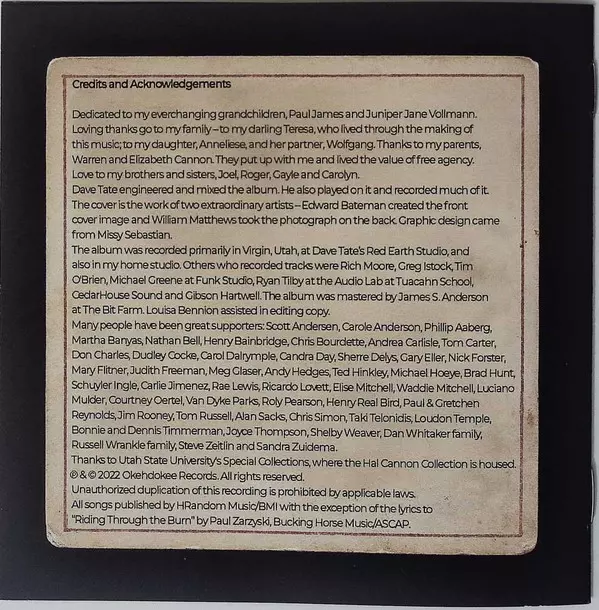 Credits and Acknowledgements
Dedicated to my everchanging grandchildren, Paul James and Juniper Jane Vollmann.
Loving thanks go to my family – to my darling Teresa, who lived through the making of
this music; to my daughter, Anneliese, and her partner, Wolfgang. Thanks to my parents,
Warren and Elizabeth Cannon. They put up with me and lived the value of free agency.
Love to my brothers and sisters, Joel, Roger, Gayle and Carolyn.
Dave Tate engineered and mixed the album. He also played on it and recorded much of it.
The cover is the work of two extraordinary artists – Edward Bateman created the front
cover image and William Matthews took the photograph on the back. Graphic design came
from Missy Sebastian.
The album was recorded primarily in Virgin, Utah, at Dave Tate's Red Earth Studio, and
also in my home studio. Others who recorded tracks were Rich Moore, Greg Istock, Tim
O'Brien, Michael Greene at Funk Studio, Ryan Tilby at the Audio Lab at Tuacahn School,
CedarHouse Sound and Gibson Hartwell. The album was mastered by James S. Anderson
at The Bit Farm. Louisa Bennion assisted in editing copy.
Many people have been great supporters: Scott Andersen, Carole Anderson, Phillip Aaberg,
Martha Banyas, Nathan Bell, Henry Bainbridge, Chris Bourdette, Andrea Carlisle, Tom Carter,
Don Charles, Dudley Cocke, Carol Dalrymple, Candra Day, Sherre Delys, Gary Eller, Nick Forster,
Mary Flitner, Judith Freeman, Meg Glaser, Andy Hedges, Ted Hinkley, Michael Hoeye, Brad Hunt,
Schuyler Ingle, Carlie Jimenez, Rae Lewis, Ricardo Lovett, Elise Mitchell, Waddie Mitchell, Luciano
Mulder, Courtney Oertel, Van Dyke Parks, Roly Pearson, Henry Real Bird, Paul & Gretchen
Reynolds, Jim Rooney, Tom Russell, Alan Sacks, Chris Simon, Taki Telonidis, Loudon Temple,
Bonnie and Dennis Timmerman, Joyce Thompson, Shelby Weaver, Dan Whitaker family,
Russell Wrankle family, Steve Zeitlin and Sandra Zuidema.
Thanks to Utah State University's Special Collections, where the Hal Cannon Collection is housed.
℗ & © 2022 Okehdokee Records. All rights reserved.
Unauthorized duplication of this recording is prohibited by applicable laws.
All songs published by HRandom Music/BMI with the exception of the lyrics to
"Riding Through the Burn" by Paul Zarzyski, Bucking Horse Music/ASCAP.